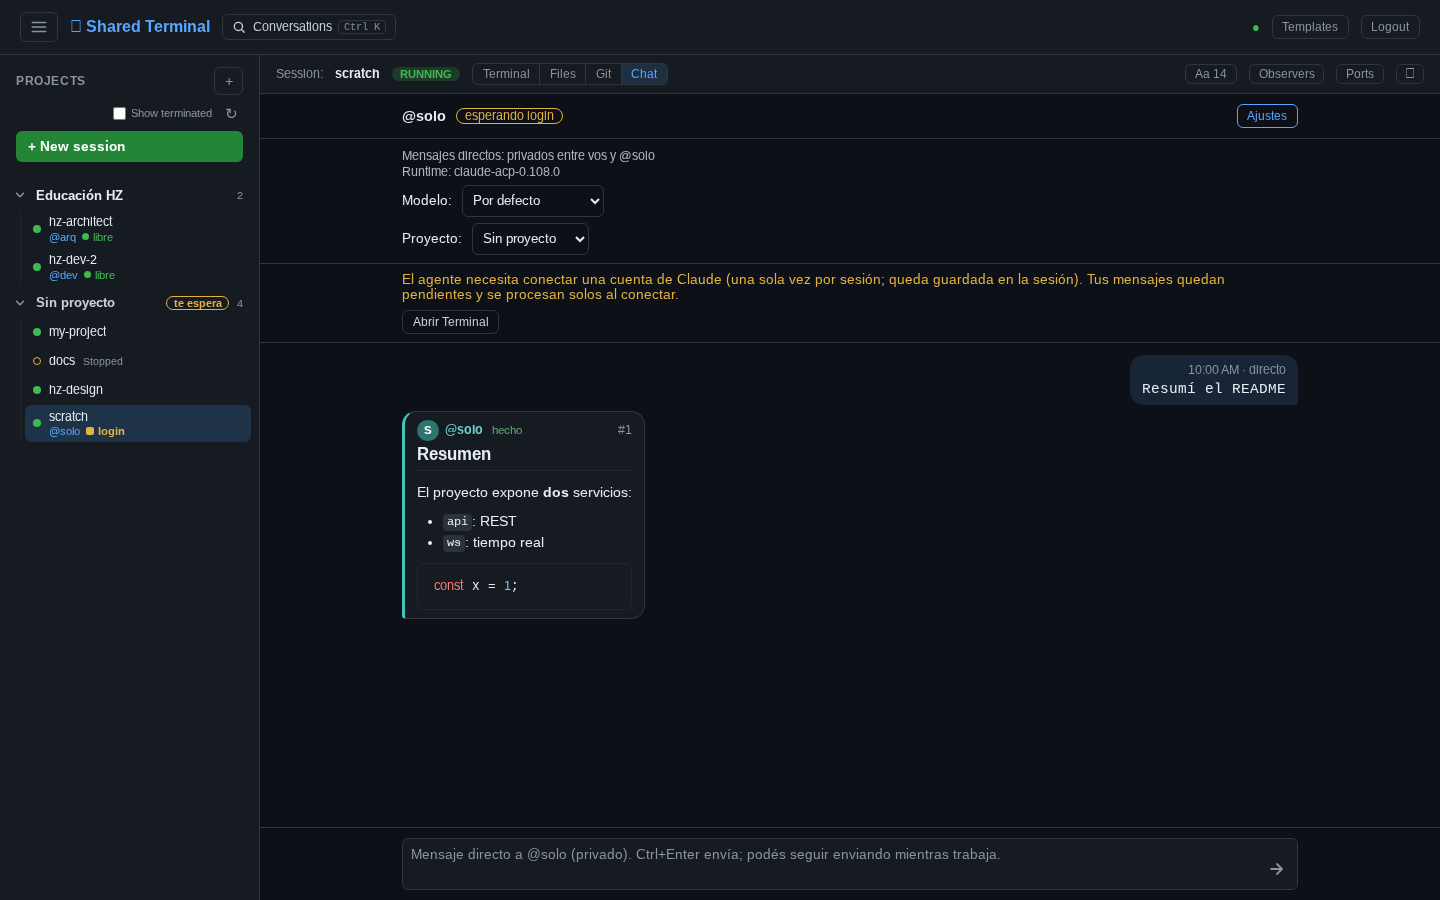 Shared Terminal
Conversations Ctrl K
Templates
Logout
PROJECTS
+
Show terminated
+ New session
Educación HZ 2
hz-architect
@arq libre
hz-dev-2
@dev libre
Sin proyecto te espera 4
my-project
docs Stopped
hz-design
scratch
@solo login
Session: scratch RUNNING Terminal Files Git Chat
Aa 14 Observers Ports
@solo esperando login
Ajustes
Mensajes directos: privados entre vos y @solo
Runtime: claude-acp-0.108.0
Modelo: Por defecto
Proyecto: Sin proyecto
El agente necesita conectar una cuenta de Claude (una sola vez por sesión; queda guardada en la sesión). Tus mensajes quedan
pendientes y se procesan solos al conectar.
Abrir Terminal
10:00 AM · directo
Resumí el README
S @solo hecho #1
Resumen
El proyecto expone dos servicios:
• api: REST
• ws: tiempo real
const x = 1;
Mensaje directo a @solo (privado). Ctrl+Enter envía; podés seguir enviando mientras trabaja.